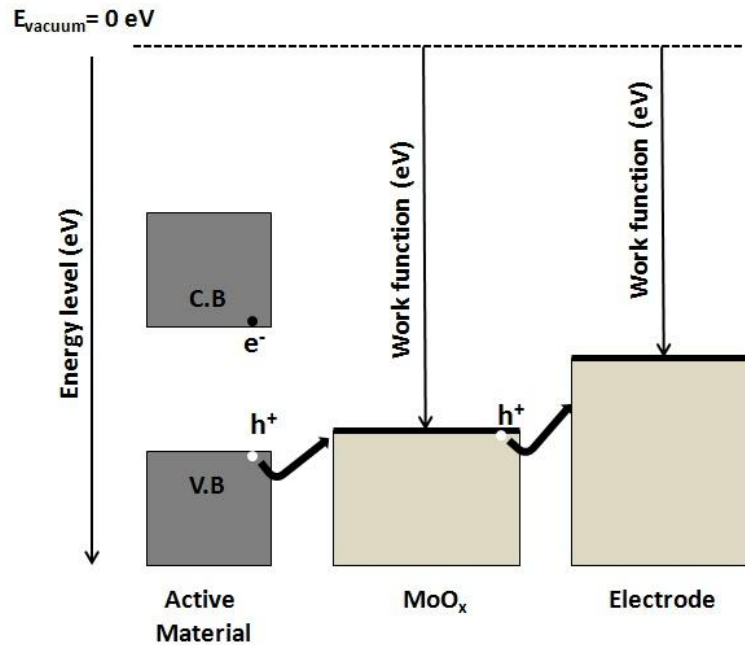 Evacuum= 0 eV
Energy level (eV)
Work function (eV)
Work function (eV)
C.B
e-
h+
h+
V.B
Active
Material
MoOx
Electrode